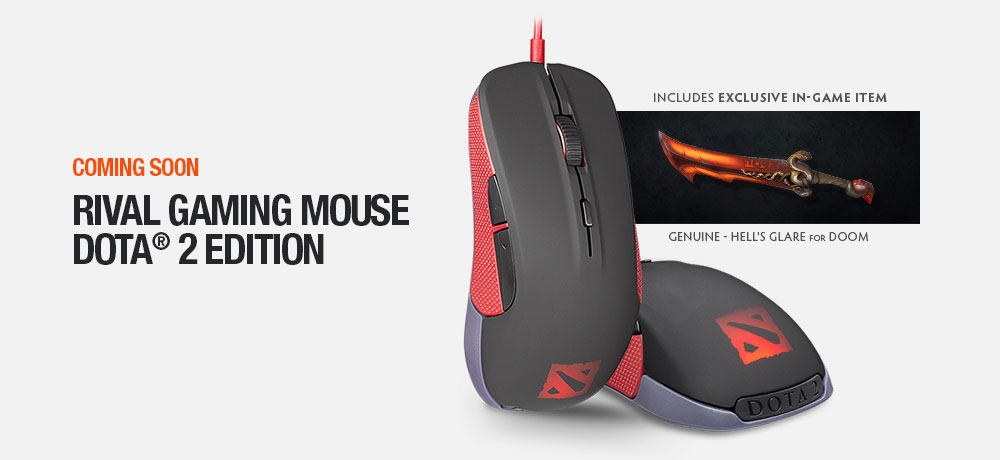 COMING SOON
RIVAL GAMING MOUSE
DOTA® 2 EDITION
INCLUDES EXCLUSIVE IN-GAME ITEM
GENUINE - HELL'S GLARE FOR DOOM
DOTA 2